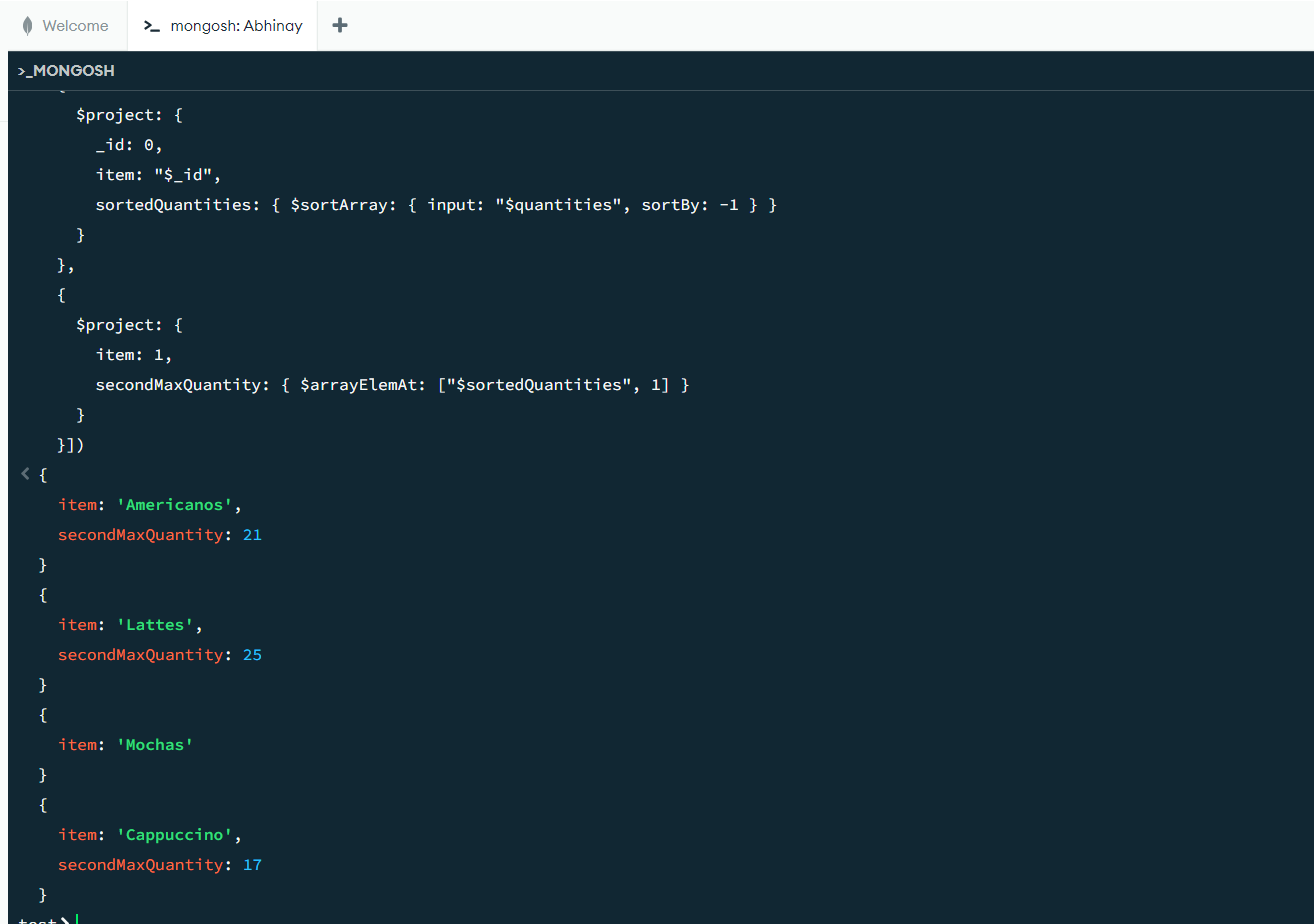 Welcome
>_ mongosh: Abhinay +
>_MONGOSH
{
$project: {
_id: 0,
item: "$_id",
sortedQuantities: { $sortArray: { input: "$quantities", sortBy: -1 } }
}
},
{
$project: {
item: 1,
secondMaxQuantity: { $arrayElemAt: ["$sortedQuantities", 1] }
}
}])
< {
item: 'Americanos',
secondMaxQuantity: 21
}
{
item: 'Lattes',
secondMaxQuantity: 25
}
{
item: 'Mochas'
}
{
item: 'Cappuccino',
secondMaxQuantity: 17
}
test>